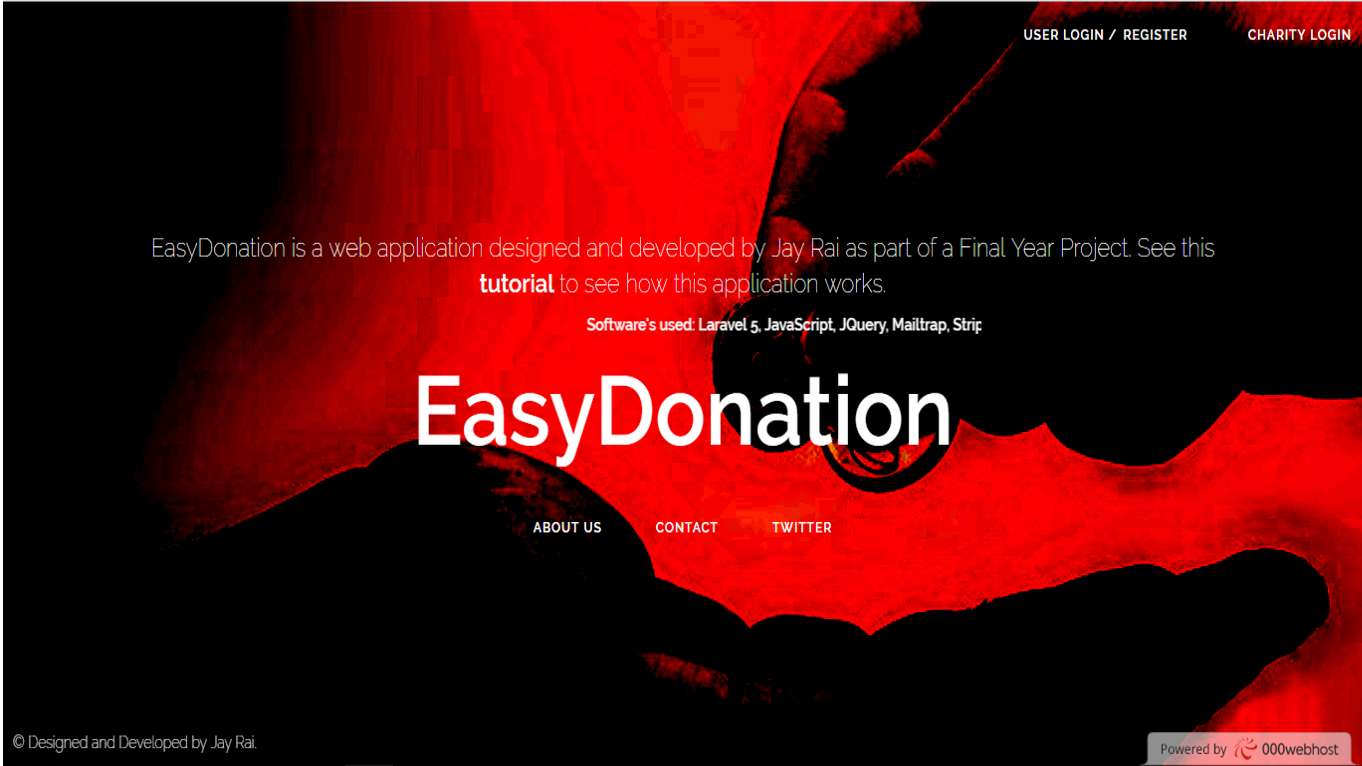 USER LOGIN / REGISTER CHARITY LOGIN
EasyDonation is a web application designed and developed by Jay Rai as part of a Final Year Project. See this
tutorial to see how this application works.
Software's used: Laravel 5, JavaScript, JQuery, Mailtrap, Strip
EasyDonation
ABOUT US CONTACT TWITTER
© Designed and Developed by Jay Rai.
Powered by 000webhost